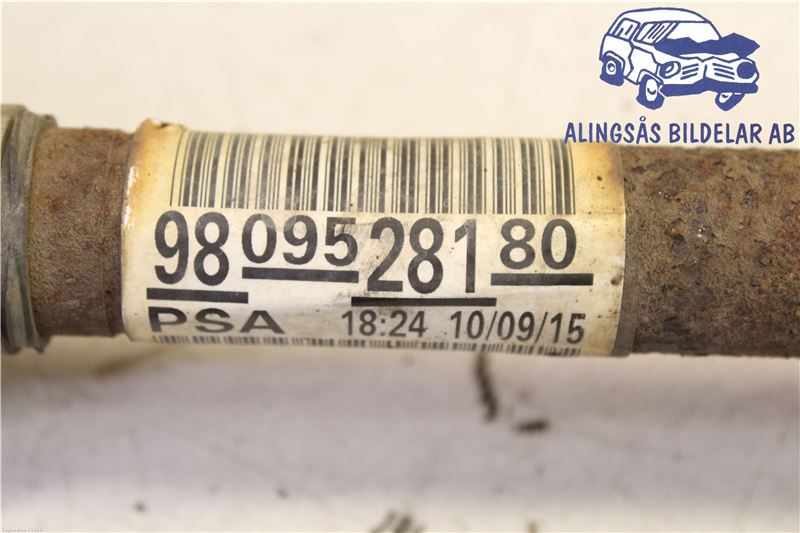 ALINGSÅS BILDELAR AB
98 095 281 80
PSA 18:24 10/09/15